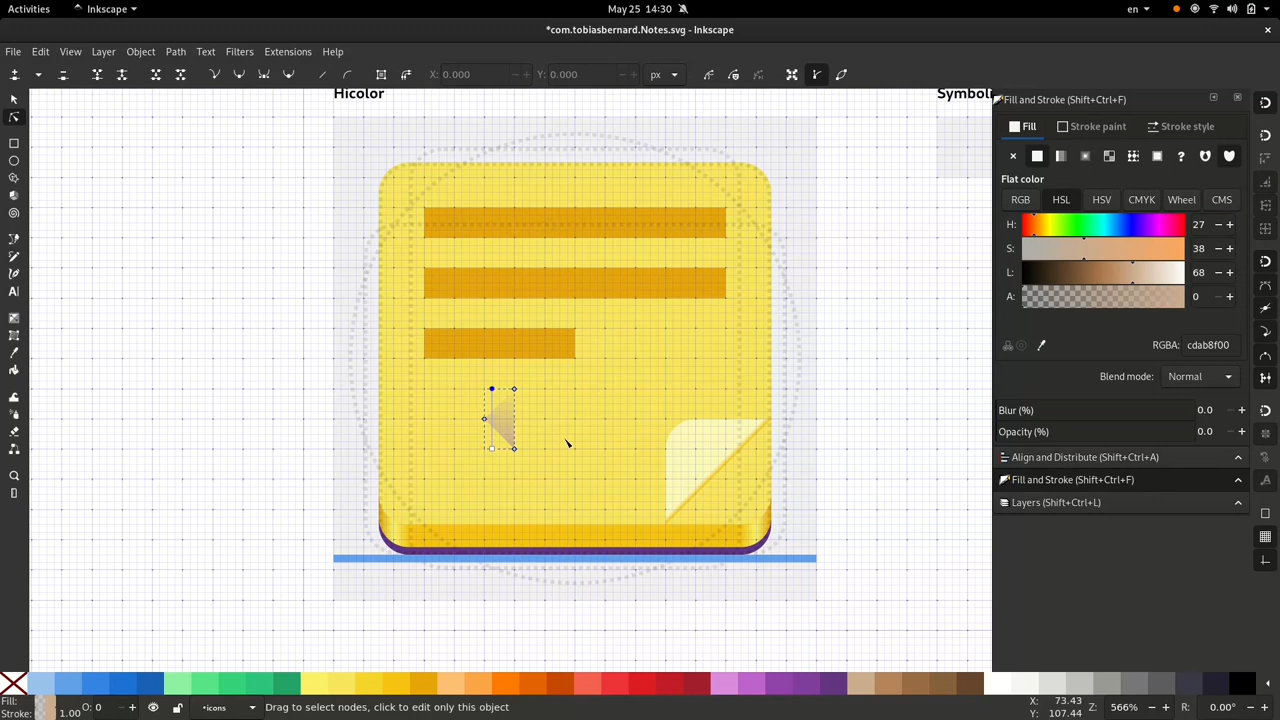 Activities
Inkscape
May 25 14:30
en
*com.tobiasbernard.Notes.svg - Inkscape
File Edit View Layer Object Path Text Filters Extensions Help
X: 0.000 Y: 0.000 px
Hicolor
Fill and Stroke (Shift+Ctrl+F)
Fill Stroke paint Stroke style
Flat color
RGB HSL HSV CMYK Wheel CMS
H: 27
S: 38
L: 68
A: 0
RGBA: cdab8f00
Blend mode: Normal
Blur (%) 0.0
Opacity (%) 0.0
Align and Distribute (Shift+Ctrl+A)
Fill and Stroke (Shift+Ctrl+F)
Layers (Shift+Ctrl+L)
Fill:
Stroke: 1.00
O: 0
•icons
Drag to select nodes, click to edit only this object
X: 73.43
Y: 107.44
Z: 566%
R: 0.00°